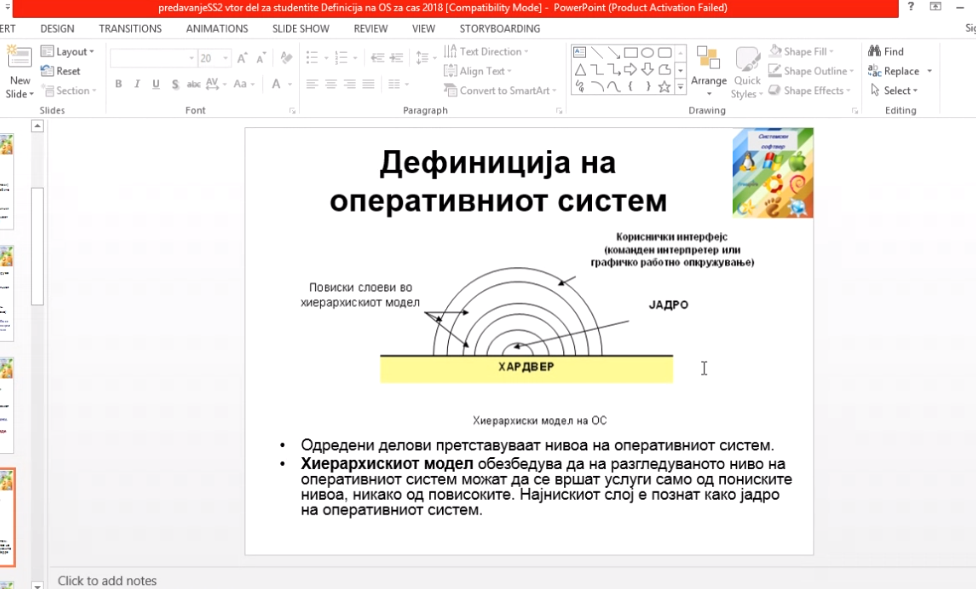 predavanjeSS2 vtor del za studentite Definicija na OS za cas 2018 [Compatibility Mode] - PowerPoint (Product Activation Failed)
ERT DESIGN TRANSITIONS ANIMATIONS SLIDE SHOW REVIEW VIEW STORYBOARDING
Layout
Reset
Section
New
Slide
Slides
20
B I U S abc AV Aa A
Font
Text Direction
Align Text
Convert to SmartArt
Paragraph
Arrange
Quick
Styles
Shape Fill
Shape Outline
Shape Effects
Drawing
Find
Replace
Select
Editing
Дефиниција на
оперативниот систем
Системски
софтвер
Кориснички интерфејс
(команден интерпретер или
графичко работно опкружување)
Повиски слоеви во
хиерархискиот модел
ЈАДРО
ХАРДВЕР
Хиерархиски модел на ОС
• Одредени делови претставуваат нивоа на оперативниот систем.
• Хиерархискиот модел обезбедува да на разгледуваното ниво на
оперативниот систем можат да се вршат услуги само од пониските
нивоа, никако од повисоките. Најнискиот слој е познат како јадро
на оперативниот систем.
Click to add notes